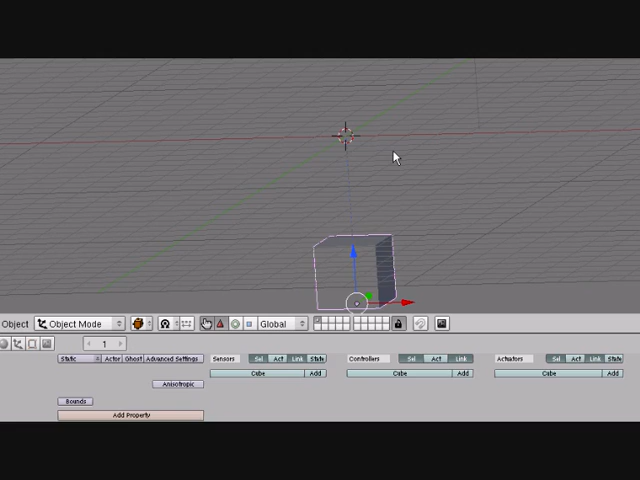 Object Object Mode Global
1
Static Actor Ghost Advanced Settings Sensors Sel Act Link State Controllers Sel Act Link Actuators Sel Act Link State
Cube Add Cube Add Cube Add
Anisotropic
Bounds
Add Property